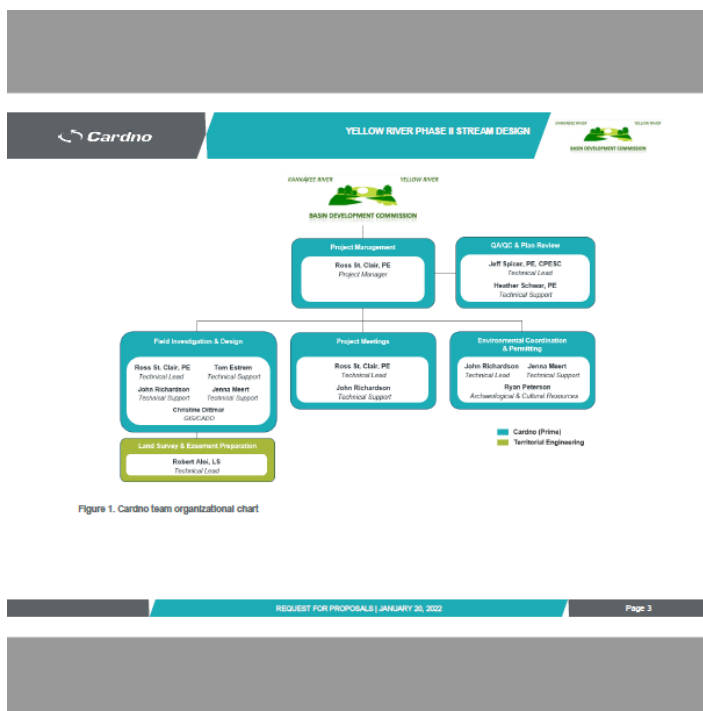 Cardno
YELLOW RIVER PHASE II STREAM DESIGN
KANKAKEE RIVER YELLOW RIVER
BASIN DEVELOPMENT COMMISSION
KANKAKEE RIVER YELLOW RIVER
BASIN DEVELOPMENT COMMISSION
Project Management
Ross St. Clair, PE
Project Manager
QA/QC & Plan Review
Jeff Spicer, PE, CPESC
Technical Lead
Heather Schwar, PE
Technical Support
Field Investigation & Design
Ross St. Clair, PE Tom Estrem
Technical Lead Technical Support
John Richardson Jenna Meert
Technical Support Technical Support
Christine Dittmar
GIS/CADD
Project Meetings
Ross St. Clair, PE
Technical Lead
John Richardson
Technical Support
Environmental Coordination
& Permitting
John Richardson Jenna Meert
Technical Lead Technical Support
Ryan Peterson
Archaeological & Cultural Resources
Land Survey & Easement Preparation
Robert Aloi, LS
Technical Lead
Cardno (Prime)
Territorial Engineering
Figure 1. Cardno team organizational chart
REQUEST FOR PROPOSALS | JANUARY 20, 2022
Page 3